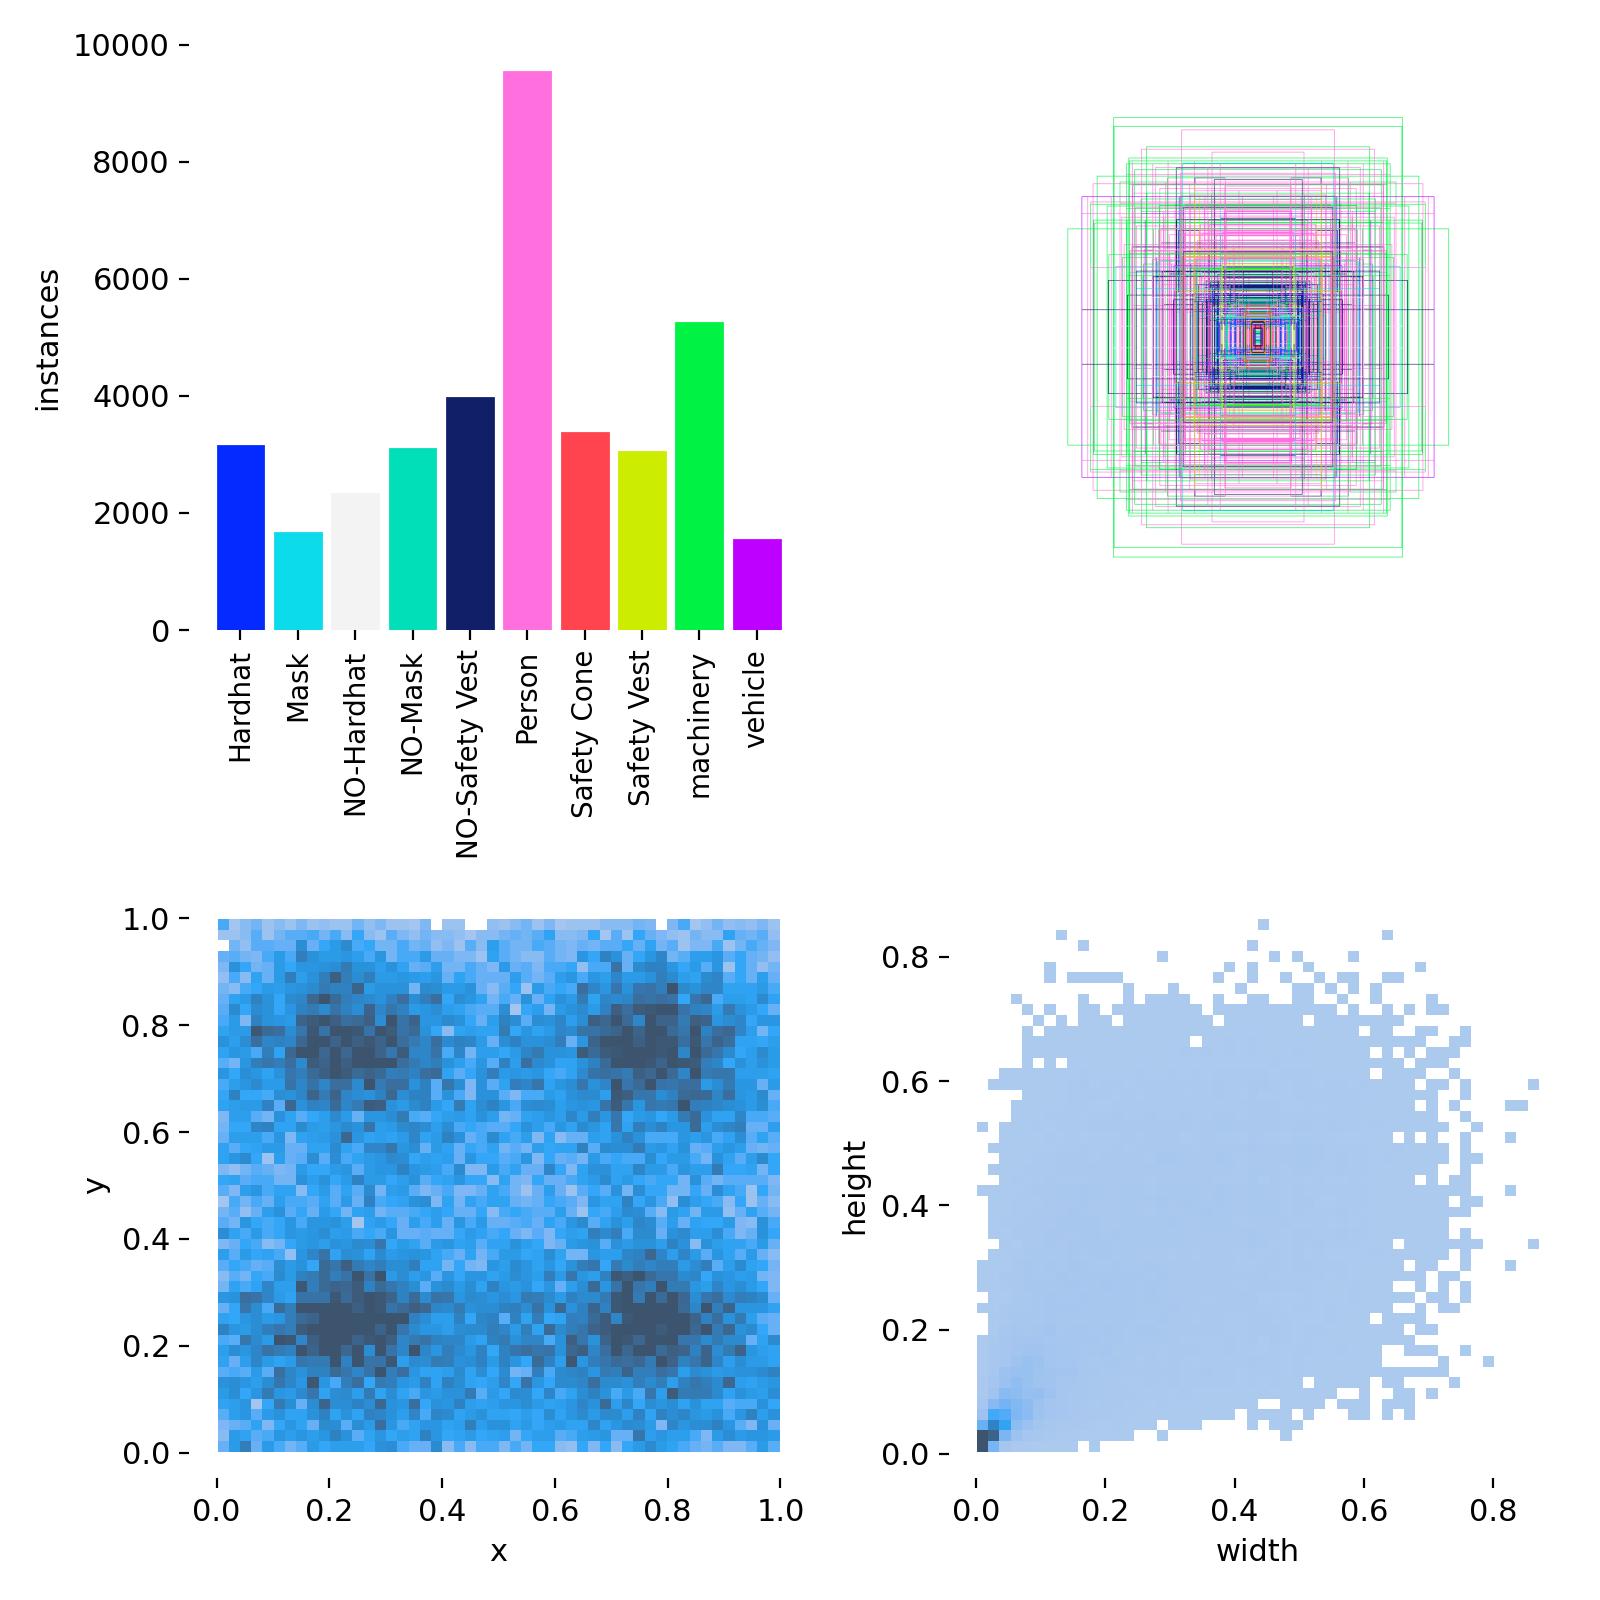 10000
8000
6000
4000
2000
0
instances
Hardhat
Mask
NO-Hardhat
NO-Mask
NO-Safety Vest
Person
Safety Cone
Safety Vest
machinery
vehicle
1.0
0.8
0.6
0.4
0.2
0.0
y
0.0 0.2 0.4 0.6 0.8 1.0
x
0.8
0.6
0.4
0.2
0.0
height
0.0 0.2 0.4 0.6 0.8
width